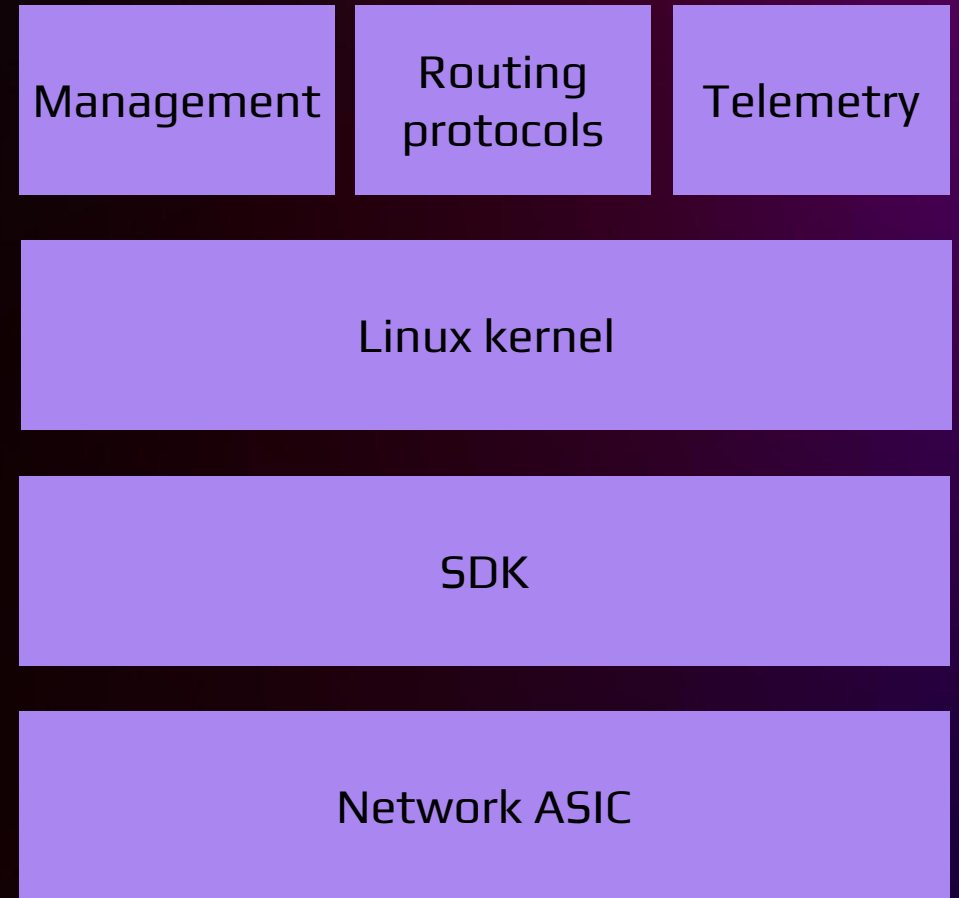 Management
Routing
protocols
Telemetry
Linux kernel
SDK
Network ASIC